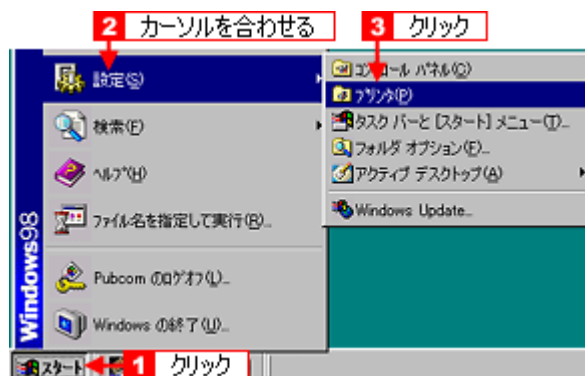 2 カーソルを合わせる
3 クリック
設定(S)
検索(F)
ヘルプ(H)
ファイル名を指定して実行(R)...
Pubcom のログオフ(L)...
Windows の終了(U)...
Windows98
コントロール パネル(C)
プリンタ(P)
タスク バーと [スタート] メニュー(T)...
フォルダ オプション(F)...
アクティブ デスクトップ(A)
Windows Update...
スタート
1 クリック